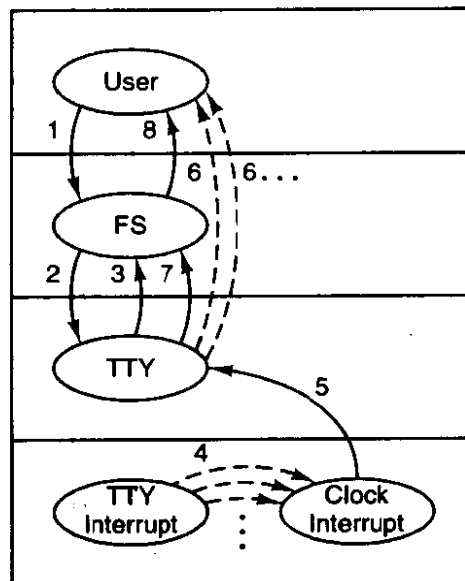 User
1
8
6
6...
FS
2
3
7
TTY
5
4
TTY
Interrupt
Clock
Interrupt